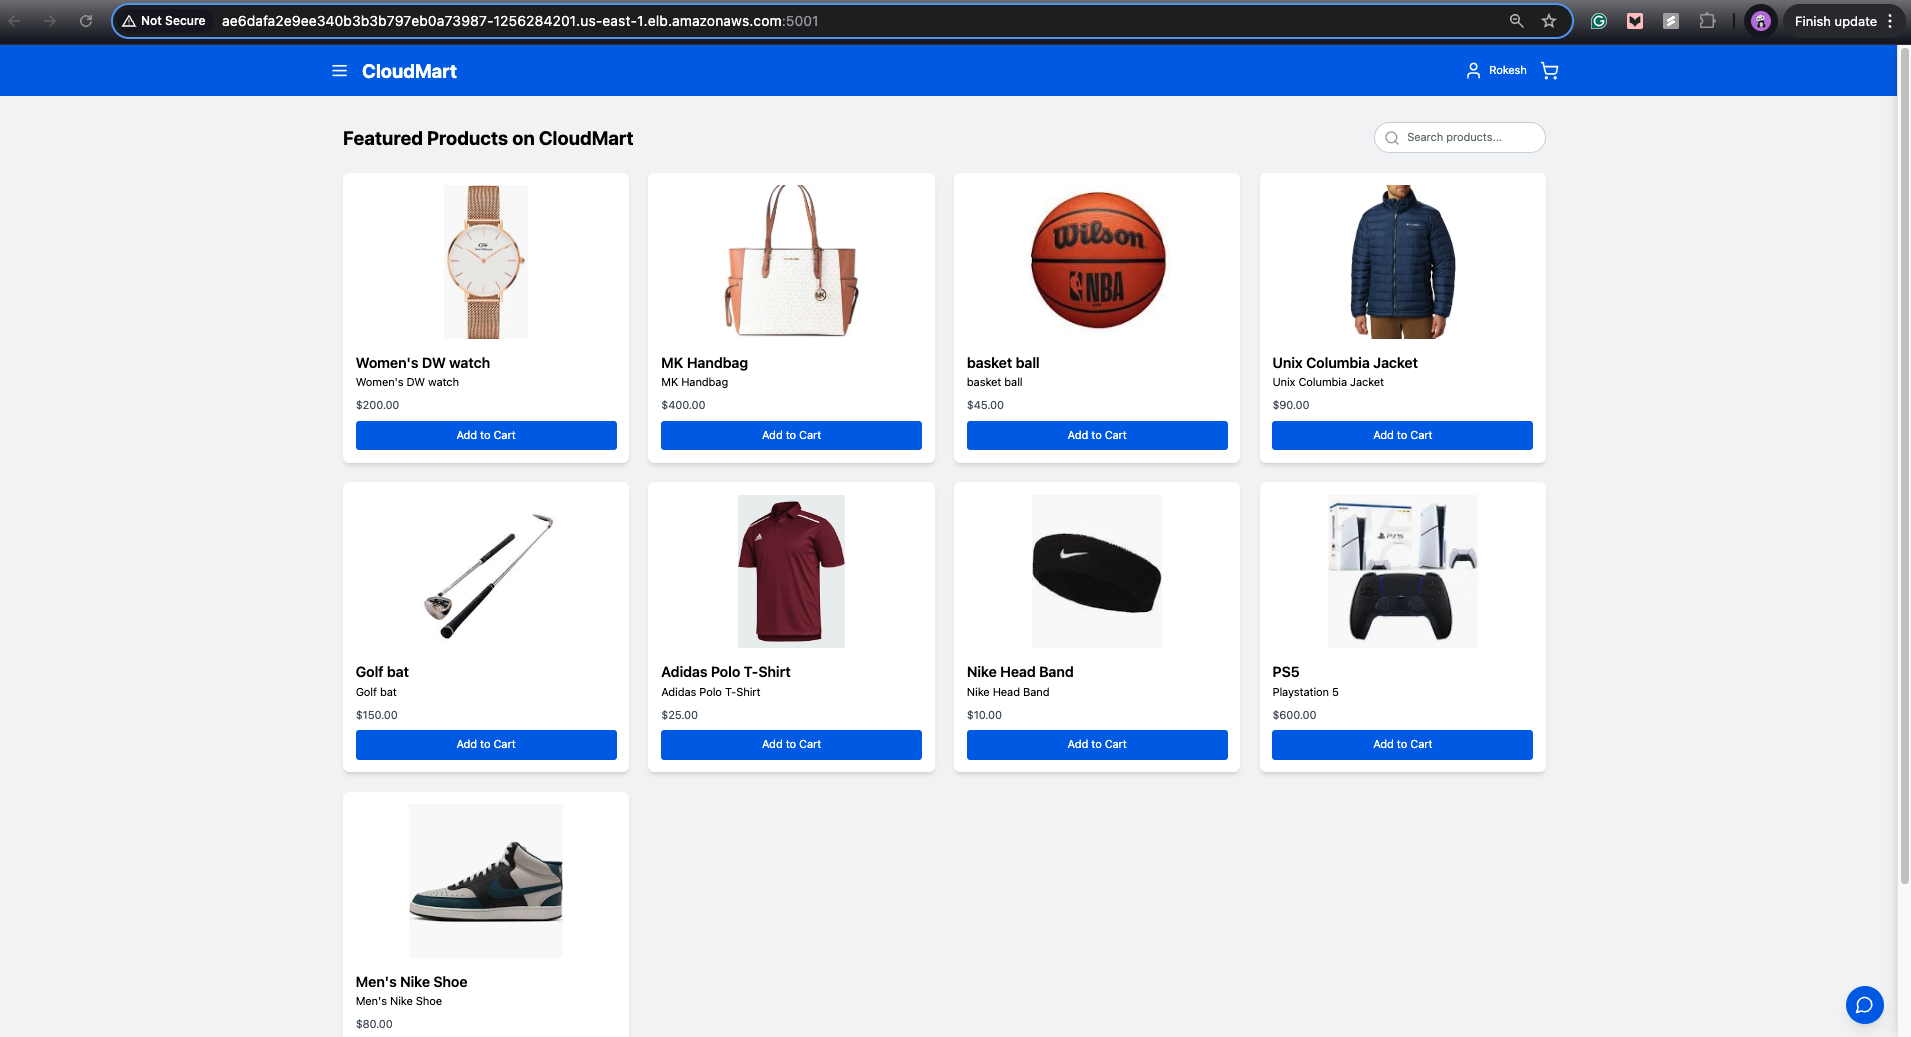 Not Secure ae6dafa2e9ee340b3b3b797eb0a73987-1256284201.us-east-1.elb.amazonaws.com:5001 Finish update
CloudMart Rokesh
Featured Products on CloudMart Search products...
Wilson
NBA
MK
Women's DW watch
Women's DW watch
$200.00
Add to Cart
MK Handbag
MK Handbag
$400.00
Add to Cart
basket ball
basket ball
$45.00
Add to Cart
Unix Columbia Jacket
Unix Columbia Jacket
$90.00
Add to Cart
Golf bat
Golf bat
$150.00
Add to Cart
Adidas Polo T-Shirt
Adidas Polo T-Shirt
$25.00
Add to Cart
Nike Head Band
Nike Head Band
$10.00
Add to Cart
PS5
PS5
Playstation 5
$600.00
Add to Cart
Men's Nike Shoe
Men's Nike Shoe
$80.00